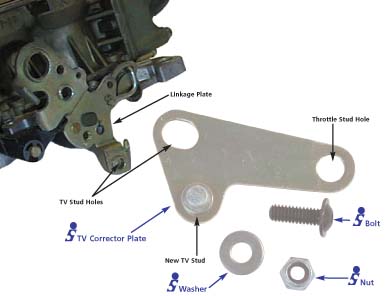 Linkage Plate
Throttle Stud Hole
TV Stud Holes
TV Corrector Plate
Bolt
New TV Stud
Washer
Nut